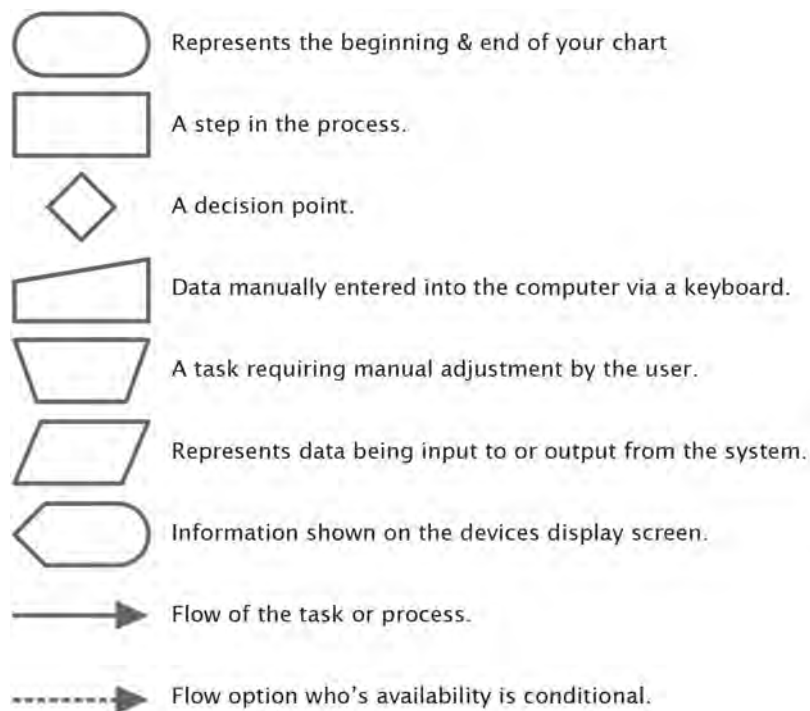 Represents the beginning & end of your chart
A step in the process.
A decision point.
Data manually entered into the computer via a keyboard.
A task requiring manual adjustment by the user.
Represents data being input to or output from the system.
Information shown on the devices display screen.
Flow of the task or process.
Flow option who's availability is conditional.